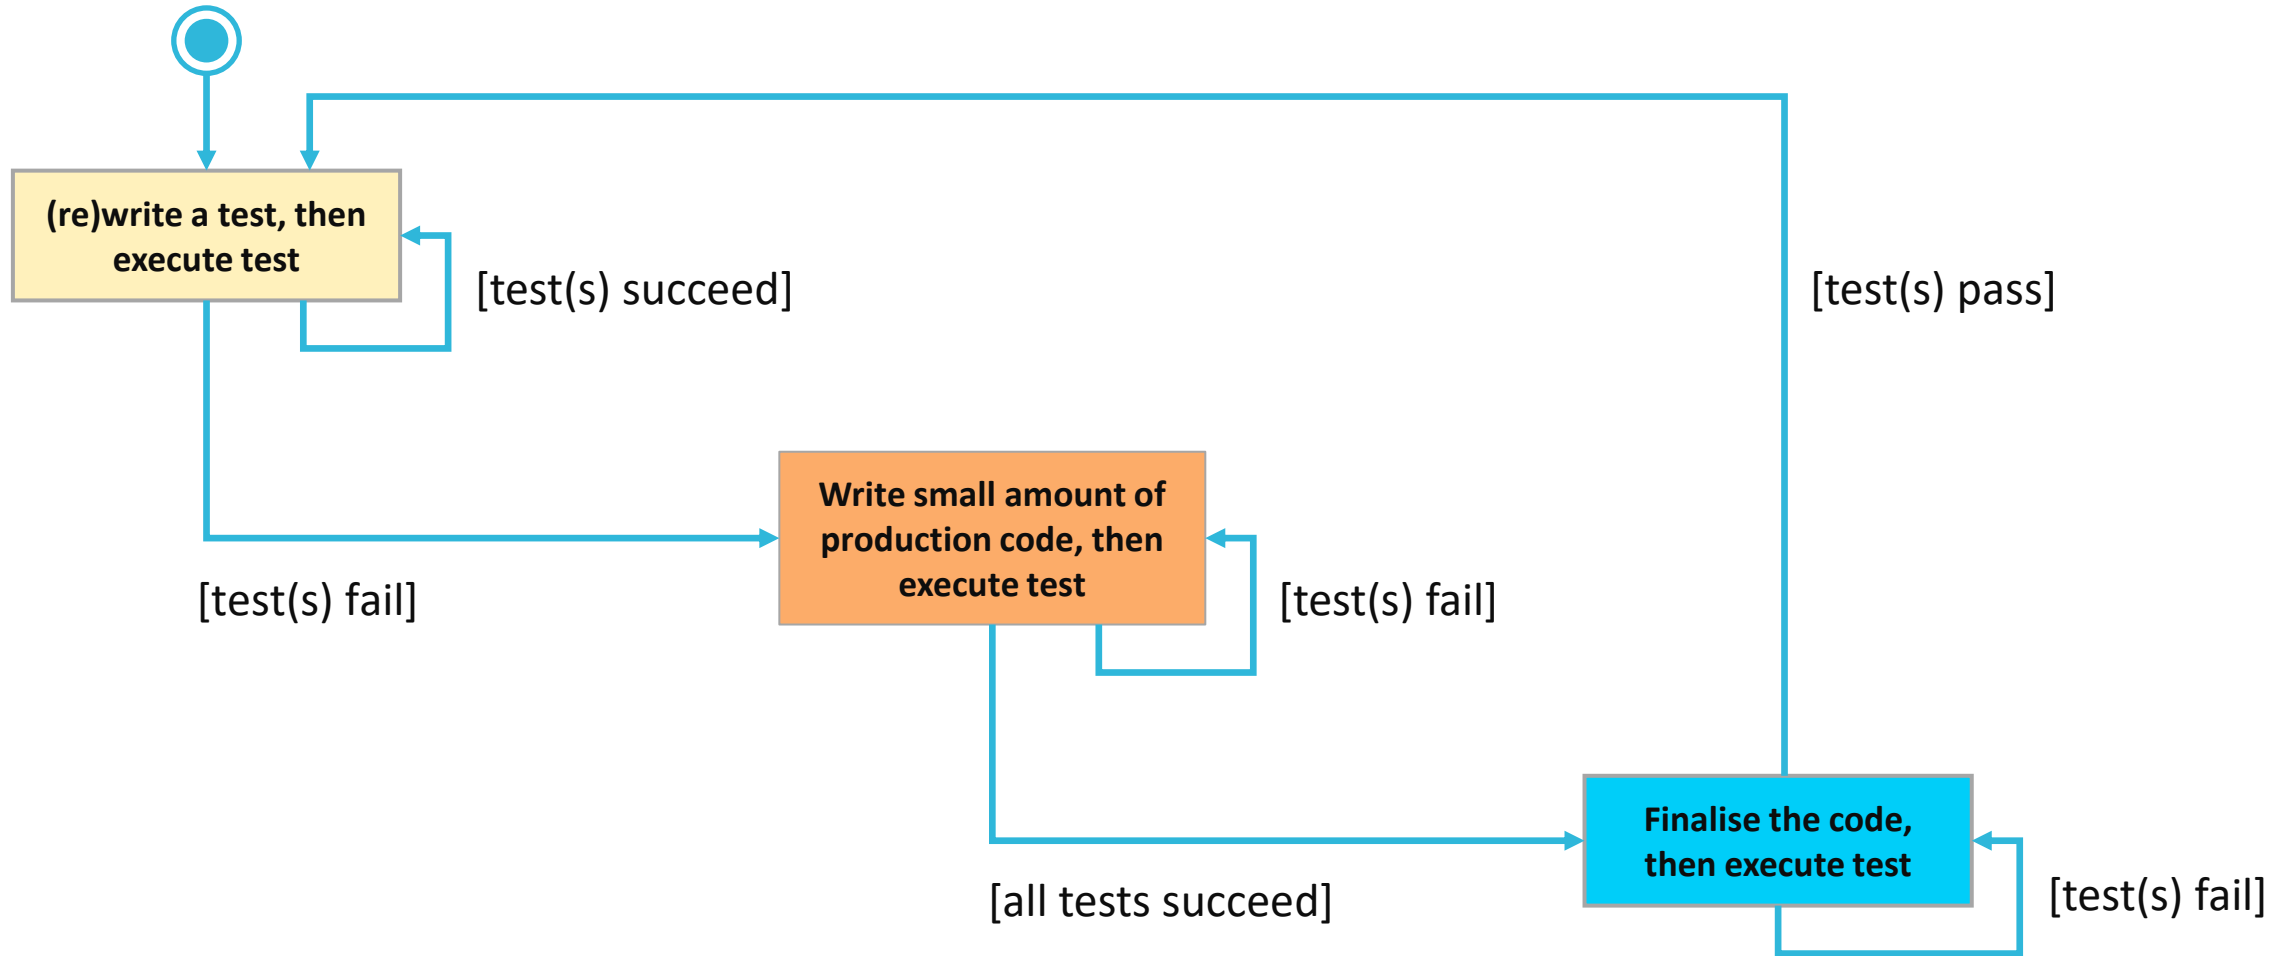 (re)write a test, then
execute test
[test(s) succeed]
[test(s) pass]
Write small amount of
production code, then
execute test
[test(s) fail]
[test(s) fail]
Finalise the code,
then execute test
[all tests succeed]
[test(s) fail]